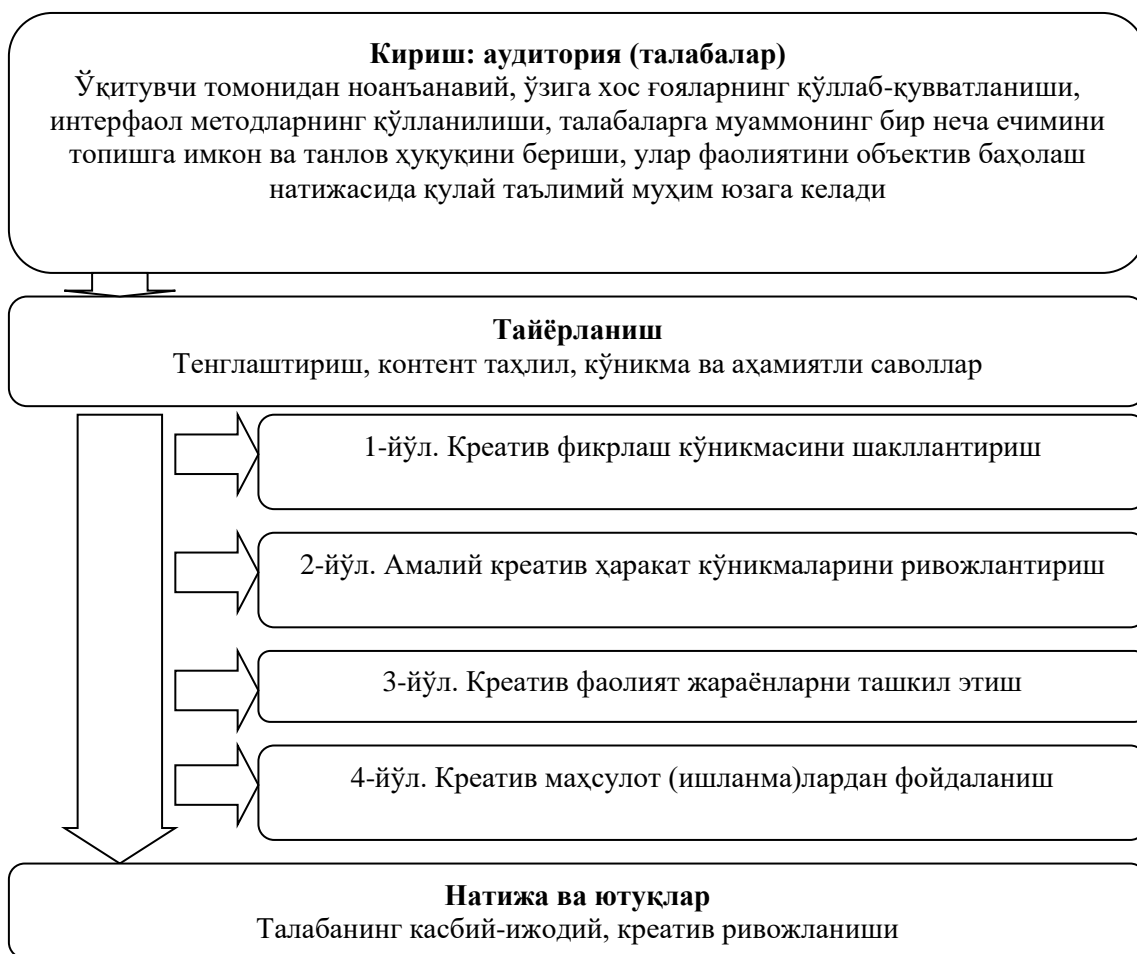 Кириш: аудитория (талабалар)
Ўқитувчи томонидан ноанъанавий, ўзига хос ғояларнинг қўллаб-қувватланиши,
интерфаол методларнинг қўлланилиши, талабаларга муаммонинг бир неча ечимини
топишга имкон ва танлов ҳуқуқини бериши, улар фаолиятини объектив баҳолаш
натижасида қулай таълимий муҳим юзага келади
Тайёрланиш
Тенглаштириш, контент таҳлил, кўникма ва аҳамиятли саволлар
1-йўл. Креатив фикрлаш кўникмасини шакллантириш
2-йўл. Амалий креатив ҳаракат кўникмаларини ривожлантириш
3-йўл. Креатив фаолият жараёнларни ташкил этиш
4-йўл. Креатив маҳсулот (ишланма)лардан фойдаланиш
Натижа ва ютуқлар
Талабанинг касбий-ижодий, креатив ривожланиши